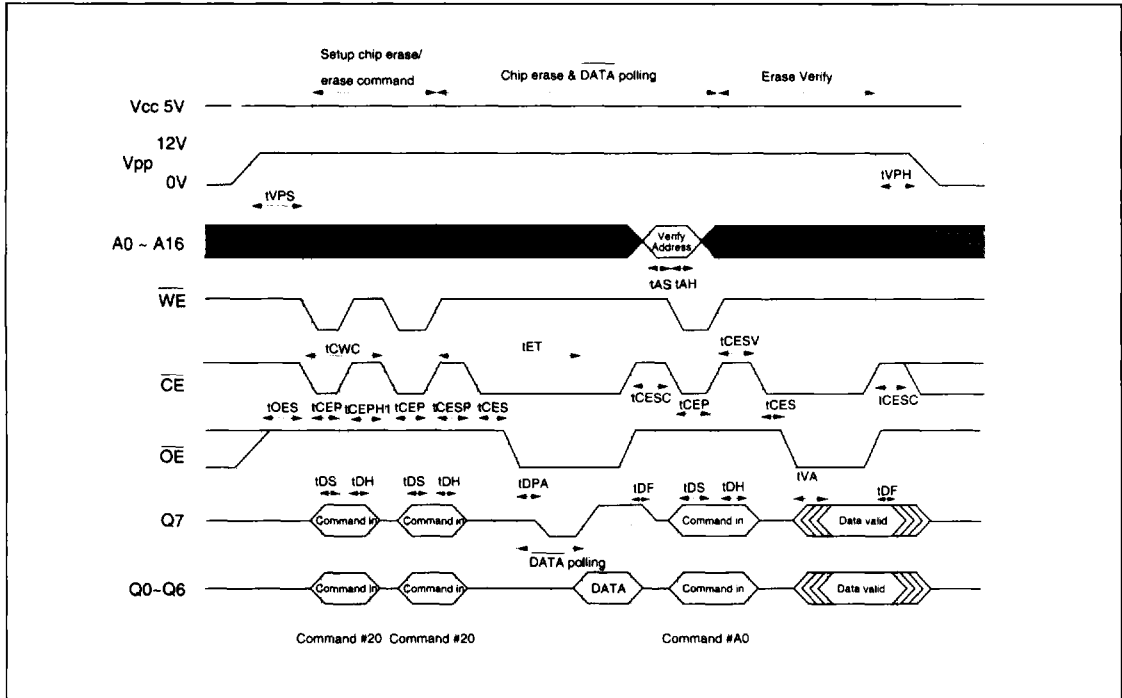 Setup chip erase/
erase command
Chip erase & DATA polling
Erase Verify
Vcc 5V
12V
Vpp
0V
tVPS
tVPH
A0 ~ A16
Verify
Address
tAS tAH
WE
tCWC
tET
tCESV
CE
tOES tCEP tCEPH1 tCEP tCESP tCES
tCESC
tCEP
tCES
tCESC
OE
tDS tDH tDS tDH
tDPA
tDF
tDS tDH
tVA
tDF
Q7
Command in
Command in
Command in
Data valid
DATA polling
Q0~Q6
Command in
Command in
DATA
Command in
Data valid
Command #20 Command #20
Command #A0